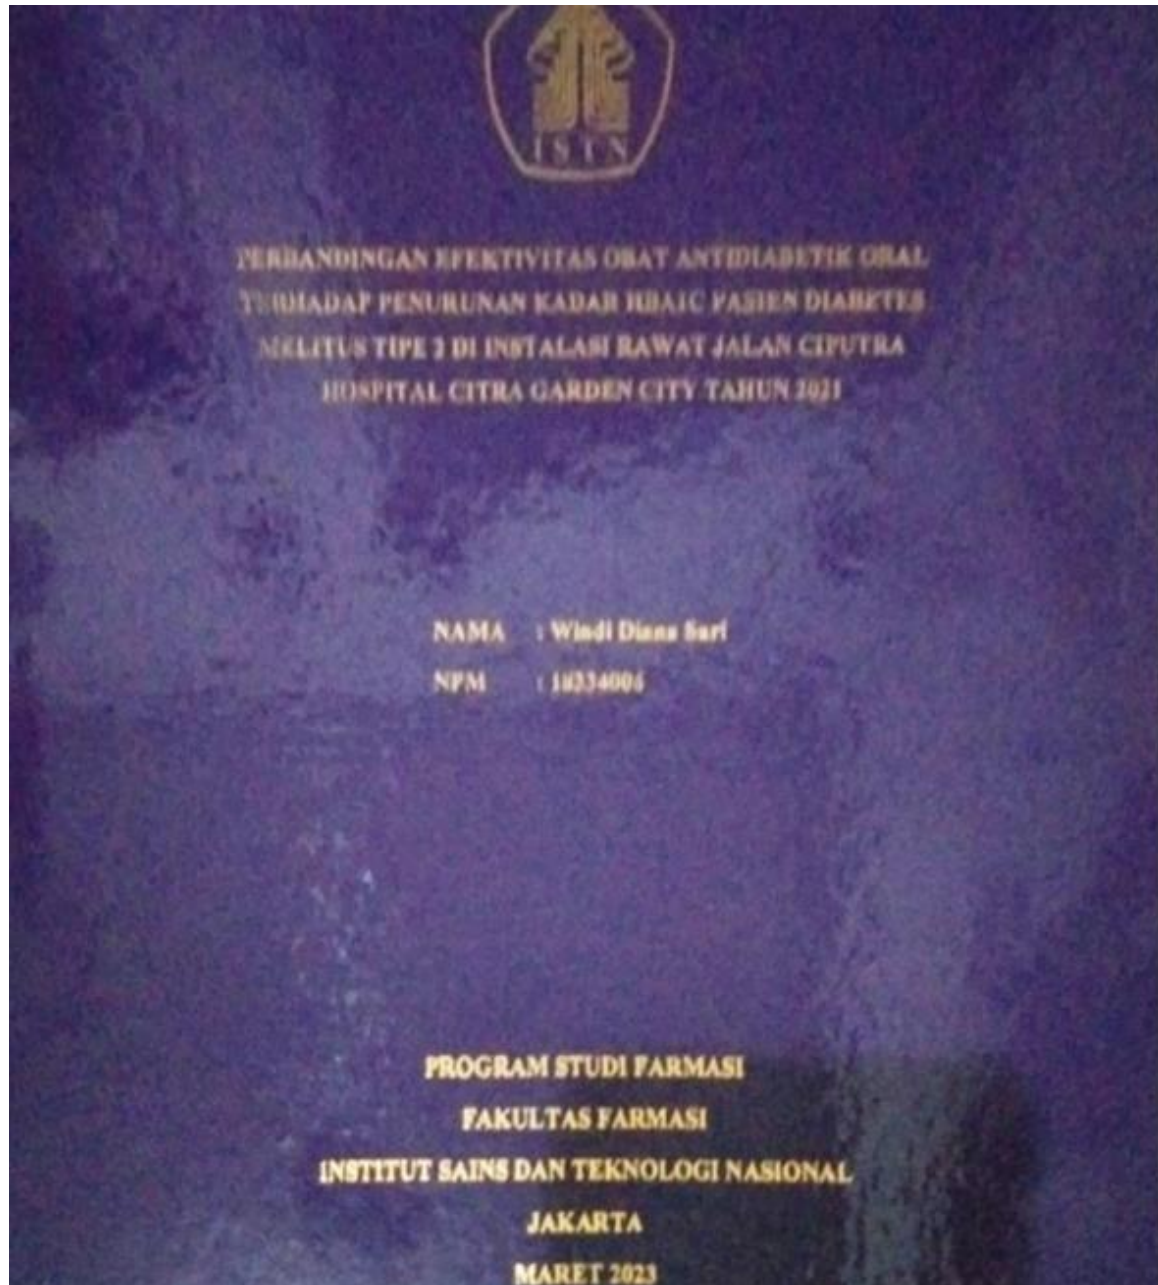 ISTN
PERBANDINGAN EFEKTIVITAS OBAT ANTIDIABETIK ORAL
TERHADAP PENURUNAN KADAR HBA1C PASIEN DIABETES
MELITUS TIPE 2 DI INSTALASI RAWAT JALAN CIPUTRA
HOSPITAL CITRA GARDEN CITY TAHUN 2021
NAMA : Windi Diana Sari
NPM : 18334006
PROGRAM STUDI FARMASI
FAKULTAS FARMASI
INSTITUT SAINS DAN TEKNOLOGI NASIONAL
JAKARTA
MARET 2023